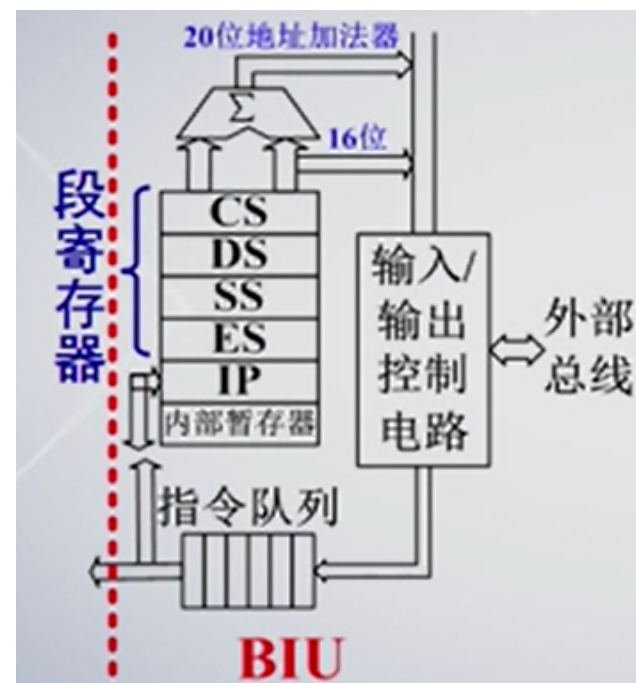 20位地址加法器
Σ
16位
段寄存器
CS
DS
SS
ES
IP
内部暂存器
输入/
输出
控制
电路
外部
总线
指令队列
BIU